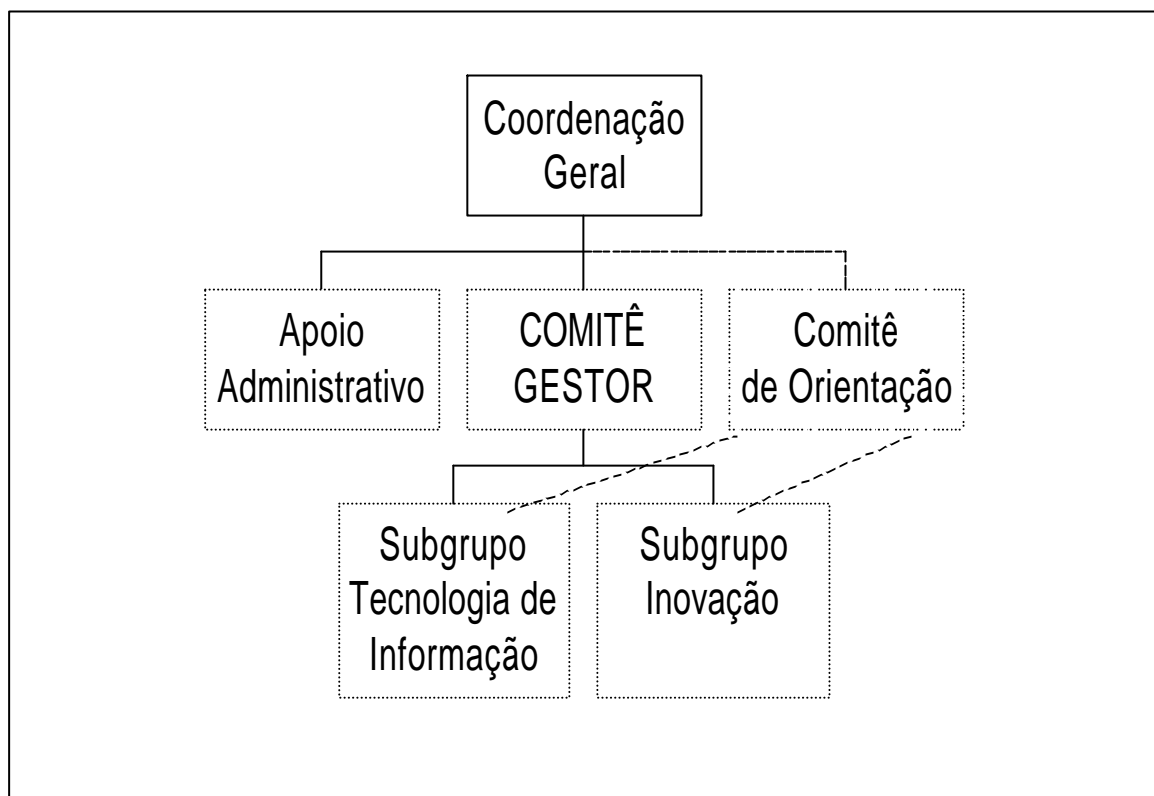 Coordenação
Geral
Apoio
Administrativo
COMITÊ
GESTOR
Comitê
de Orientação
Subgrupo
Tecnologia de
Informação
Subgrupo
Inovação